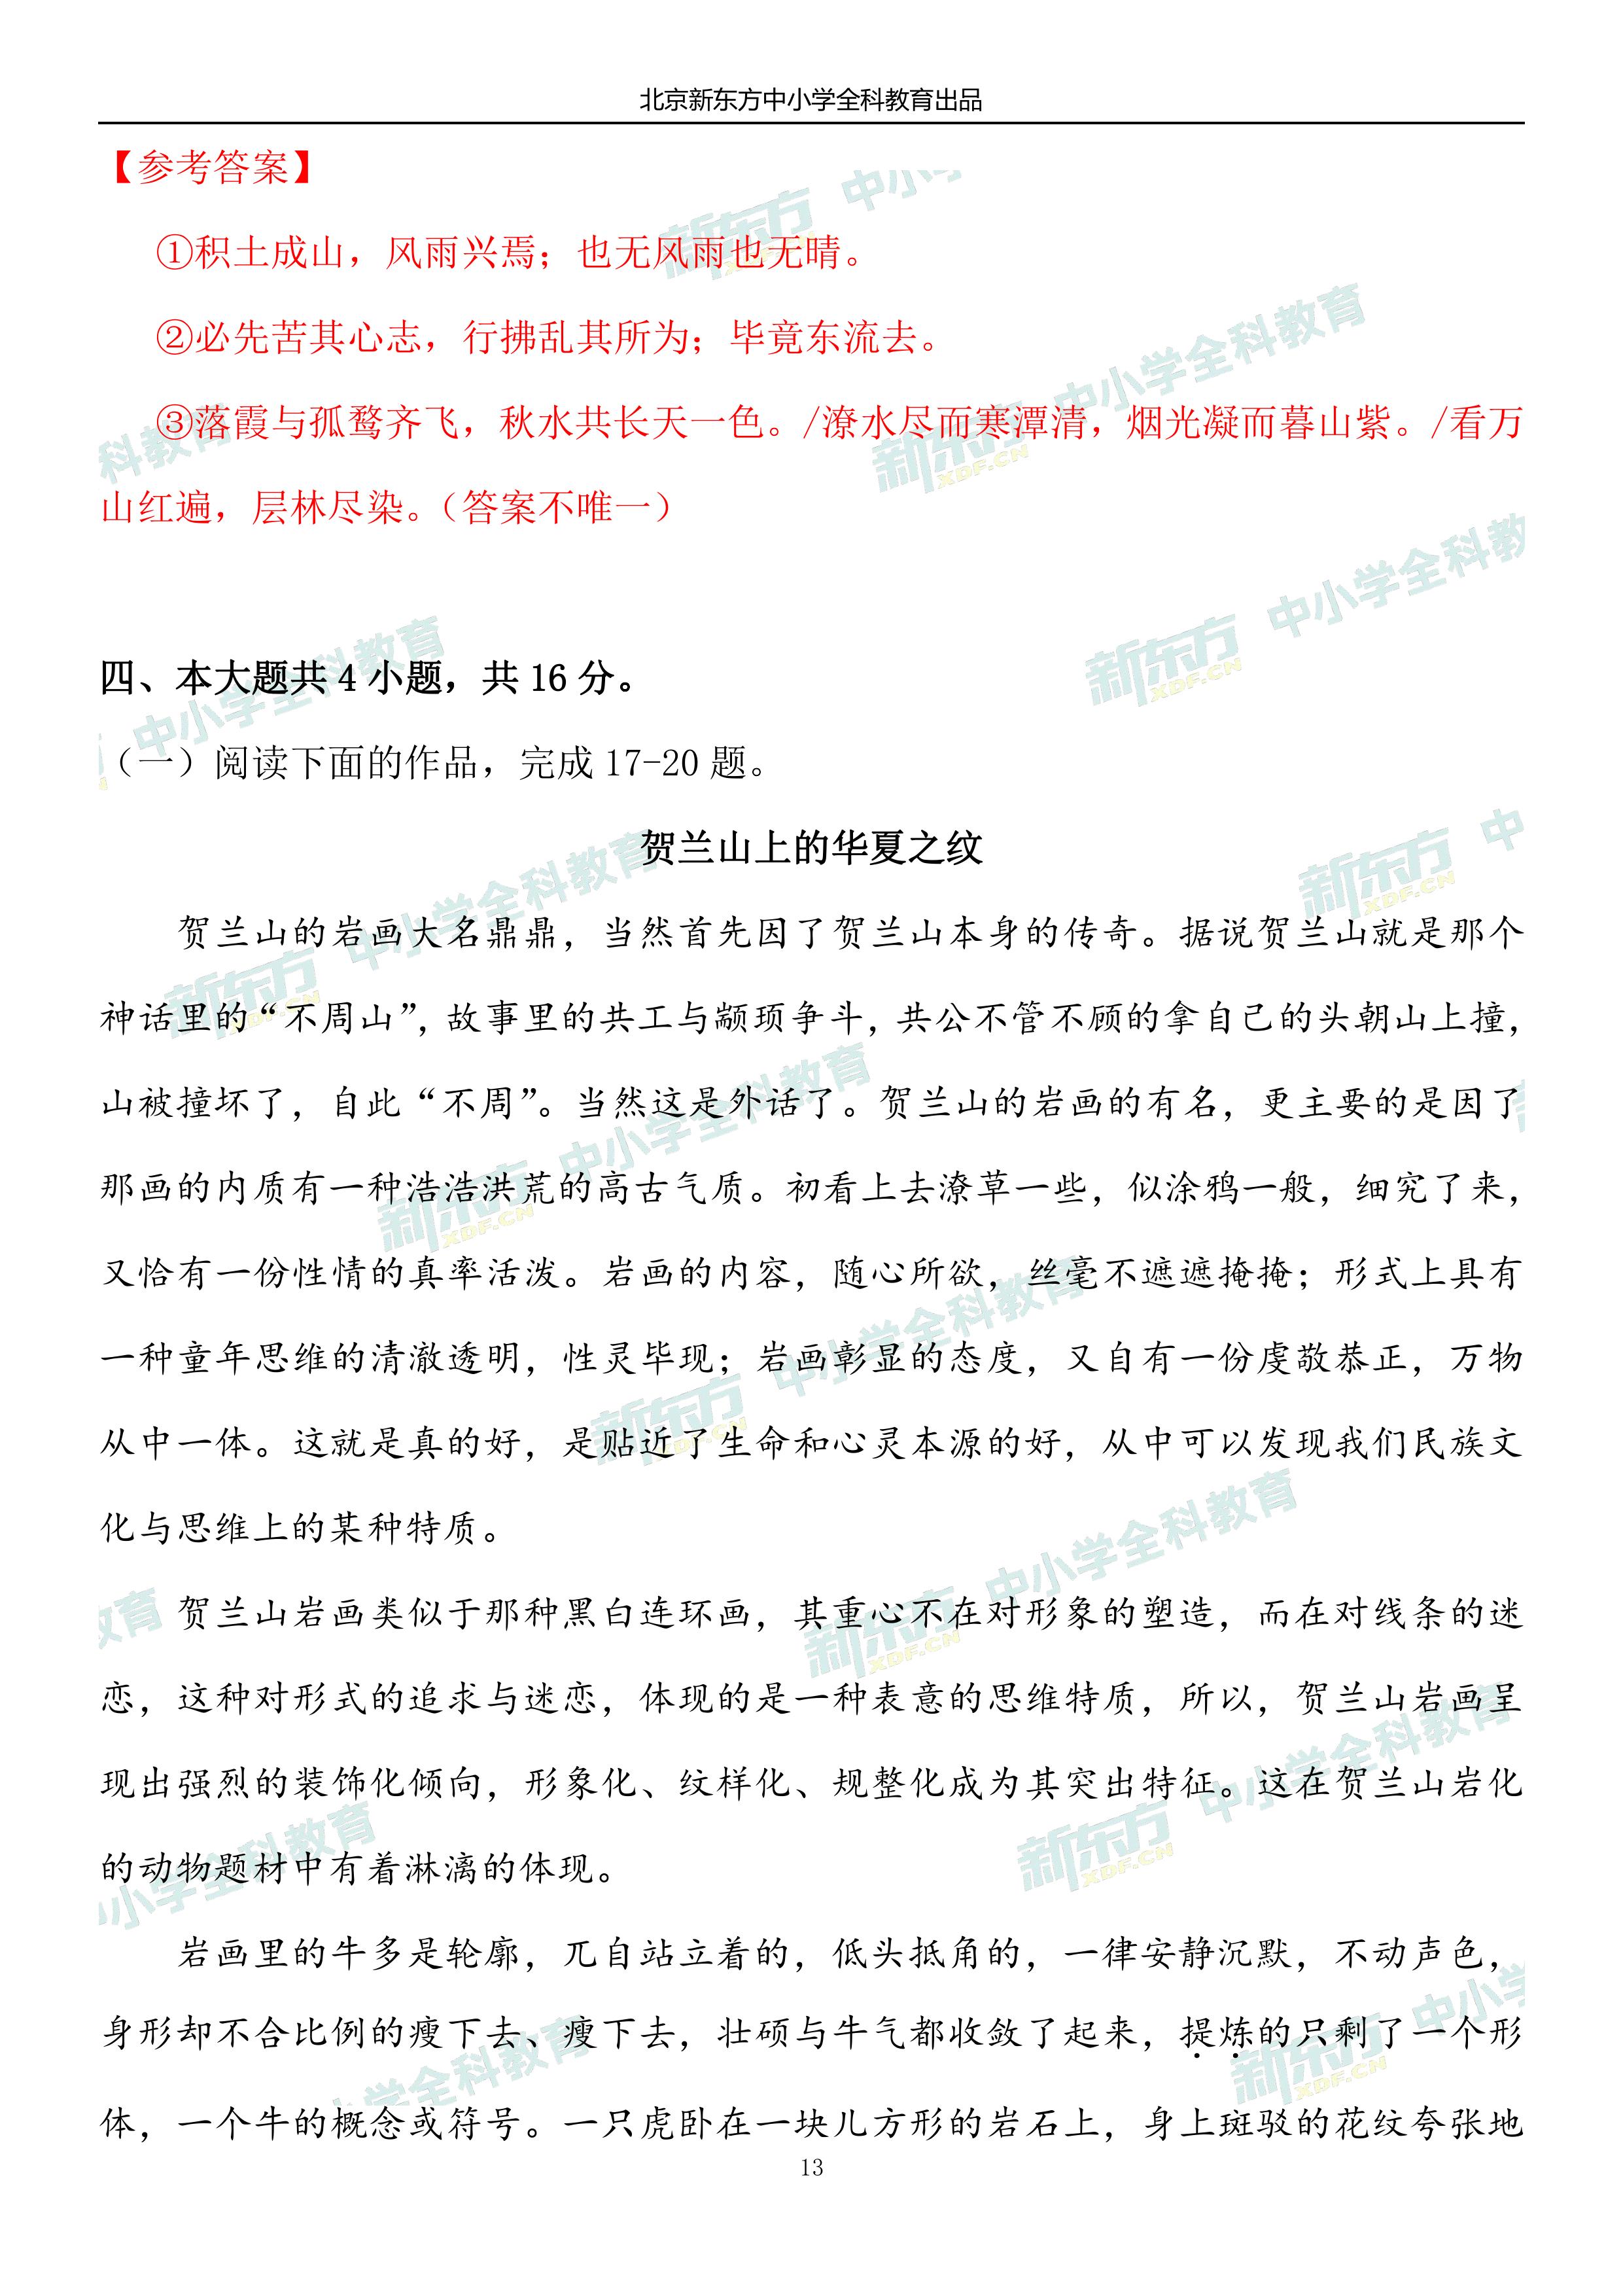 北京新东方中小学全科教育出品
【参考答案】
①积土成山，风雨兴焉；也无风雨也无晴。
②必先苦其心志，行拂乱其所为；毕竟东流去。
③落霞与孤鹜齐飞，秋水共长天一色。/潦水尽而寒潭清，烟光凝而暮山紫。/看万
山红遍，层林尽染。（答案不唯一）
四、本大题共 4 小题，共 16 分。
（一）阅读下面的作品，完成 17-20 题。
贺兰山上的华夏之纹
贺兰山的岩画大名鼎鼎，当然首先因了贺兰山本身的传奇。据说贺兰山就是那个
神话里的“不周山”，故事里的共工与颛顼争斗，共公不管不顾的拿自己的头朝山上撞，
山被撞坏了，自此“不周”。当然这是外话了。贺兰山的岩画的有名，更主要的是因了
那画的内质有一种浩浩洪荒的高古气质。初看上去潦草一些，似涂鸦一般，细究了来，
又恰有一份性情的真率活泼。岩画的内容，随心所欲，丝毫不遮遮掩掩；形式上具有
一种童年思维的清澈透明，性灵毕现；岩画彰显的态度，又自有一份虔敬恭正，万物
从中一体。这就是真的好，是贴近了生命和心灵本源的好，从中可以发现我们民族文
化与思维上的某种特质。
贺兰山岩画类似于那种黑白连环画，其重心不在对形象的塑造，而在对线条的迷
恋，这种对形式的追求与迷恋，体现的是一种表意的思维特质，所以，贺兰山岩画呈
现出强烈的装饰化倾向，形象化、纹样化、规整化成为其突出特征。这在贺兰山岩化
的动物题材中有着淋漓的体现。
岩画里的牛多是轮廓，兀自站立着的，低头抵角的，一律安静沉默，不动声色，
身形却不合比例的瘦下去、瘦下去，壮硕与牛气都收敛了起来，提炼的只剩了一个形
体，一个牛的概念或符号。一只虎卧在一块儿方形的岩石上，身上斑驳的花纹夸张地
13